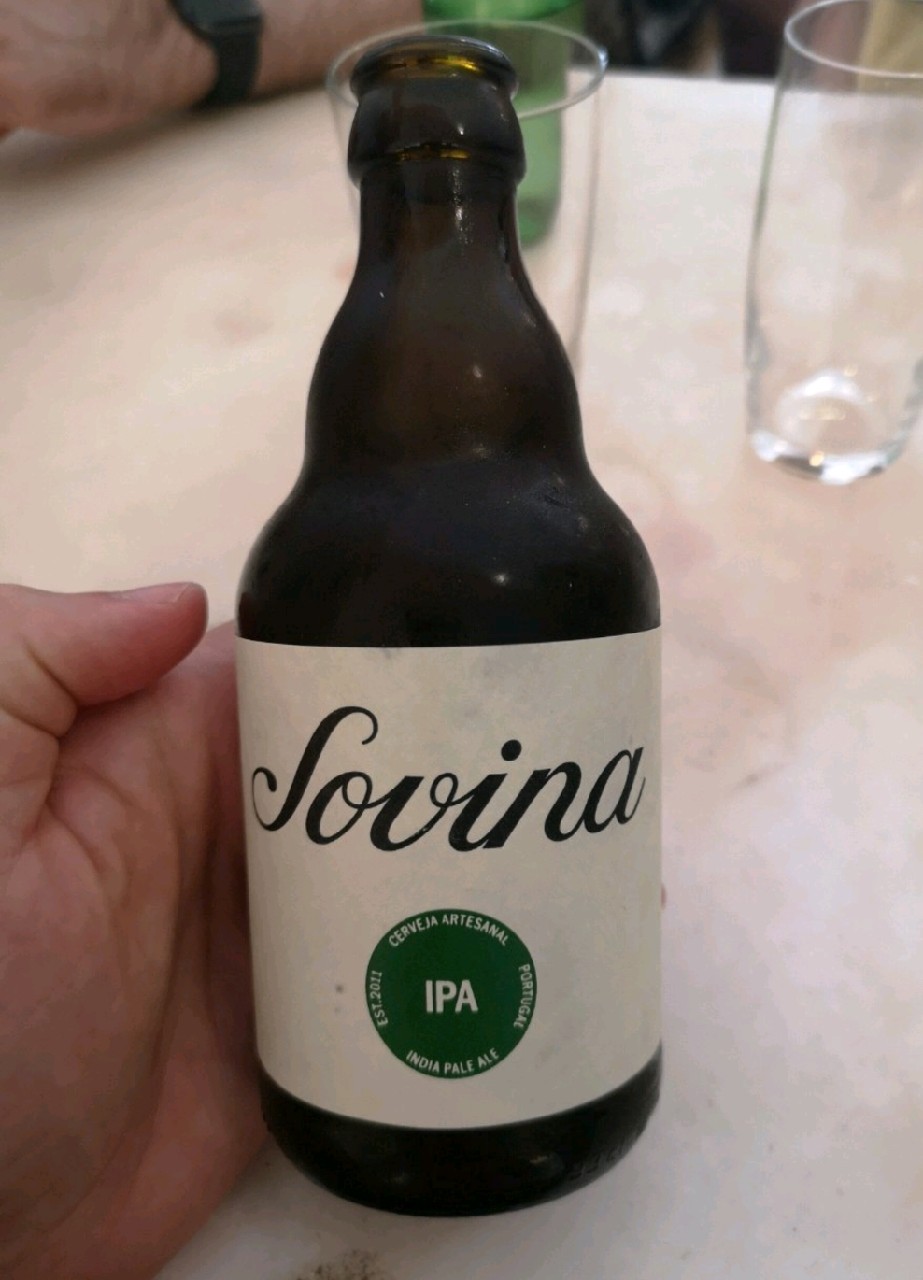 Sovina
CERVEJA ARTESANAL
EST.2011
IPA
PORTUGAL
INDIA PALE ALE